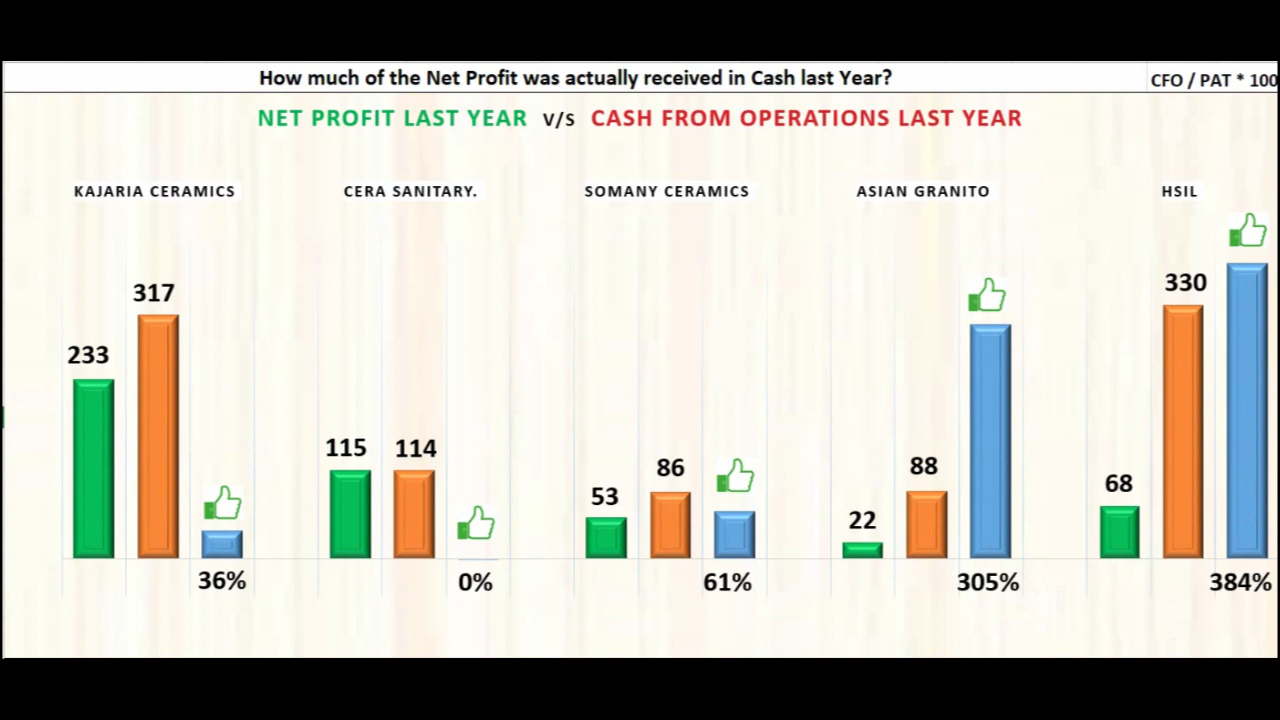 How much of the Net Profit was actually received in Cash last Year?
CFO / PAT * 100
NET PROFIT LAST YEAR V/S CASH FROM OPERATIONS LAST YEAR
KAJARIA CERAMICS
CERA SANITARY.
SOMANY CERAMICS
ASIAN GRANITO
HSIL
233
317
36%
115
114
0%
53
86
61%
22
88
305%
68
330
384%